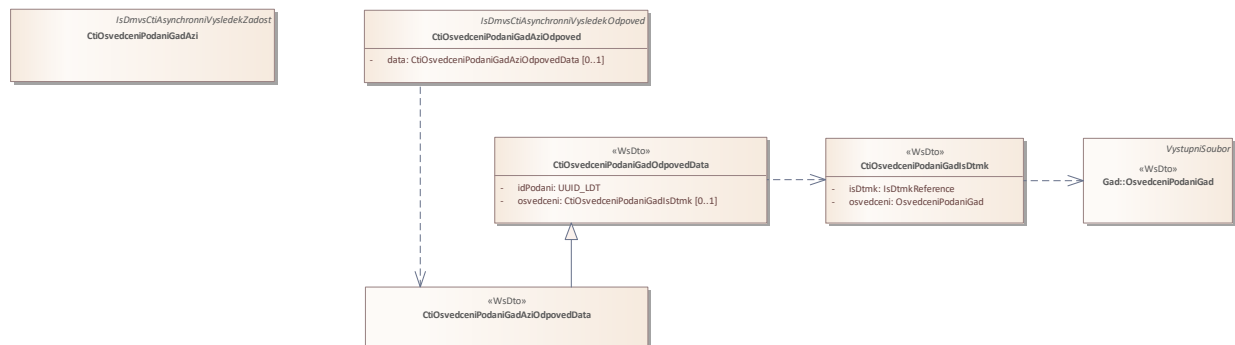 IsDmvsCtiAsynchronniVysledekZadost
CtiOsvedceniPodaniGadAzi
IsDmvsCtiAsynchronniVysledekOdpoved
CtiOsvedceniPodaniGadAziOdpoved
- data: CtiOsvedceniPodaniGadAziOdpovedData [0..1]
«WsDto»
CtiOsvedceniPodaniGadOdpovedData
- idPodani: UUID_LDT
- osvedceni: CtiOsvedceniPodaniGadIsDtmk [0..1]
«WsDto»
CtiOsvedceniPodaniGadIsDtmk
- isDtmk: IsDtmkReference
- osvedceni: OsvedceniPodaniGad
VystupniSoubor
«WsDto»
Gad::OsvedceniPodaniGad
«WsDto»
CtiOsvedceniPodaniGadAziOdpovedData